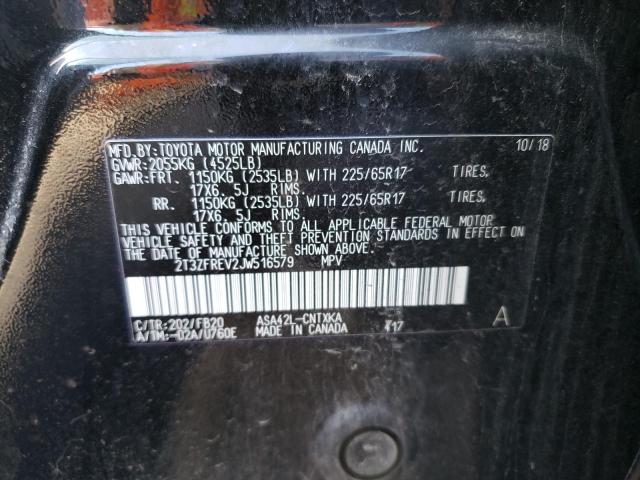 MFD.BY:TOYOTA MOTOR MANUFACTURING CANADA INC. 10/18
GVWR:2055KG (4525LB)
GAWR:FRT. 1150KG (2535LB) WITH 225/65R17 TIRES.
17X6. 5J RIMS.
RR. 1150KG (2535LB) WITH 225/65R17 TIRES.
17X6. 5J RIMS.
THIS VEHICLE CONFORMS TO ALL APPLICABLE FEDERAL MOTOR
VEHICLE SAFETY AND THEFT PREVENTION STANDARDS IN EFFECT ON
THE DATE OF MANUFACTURE SHOWN ABOVE.
2T3ZFREV2JW516579 MPV
C/TR:202/FB20 ASA42L-CNTXKA
A/TM:-02A/U760E MADE IN CANADA X17 A